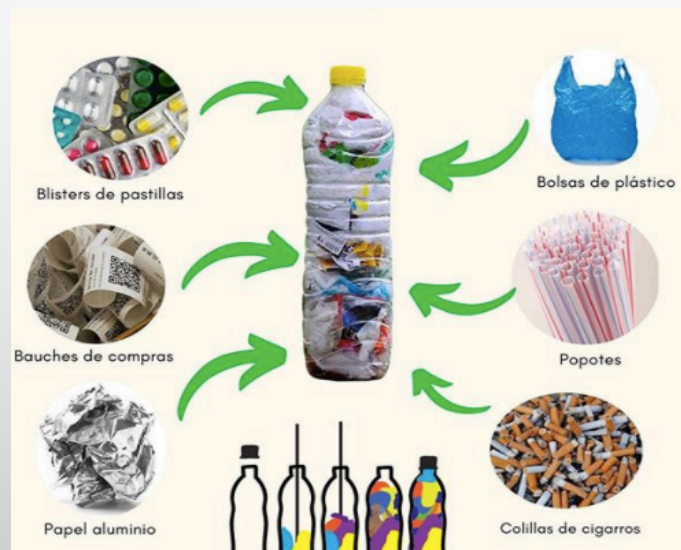 Blisters de pastillas
Bolsas de plástico
Bauches de compras
Popotes
Papel aluminio
Colillas de cigarros